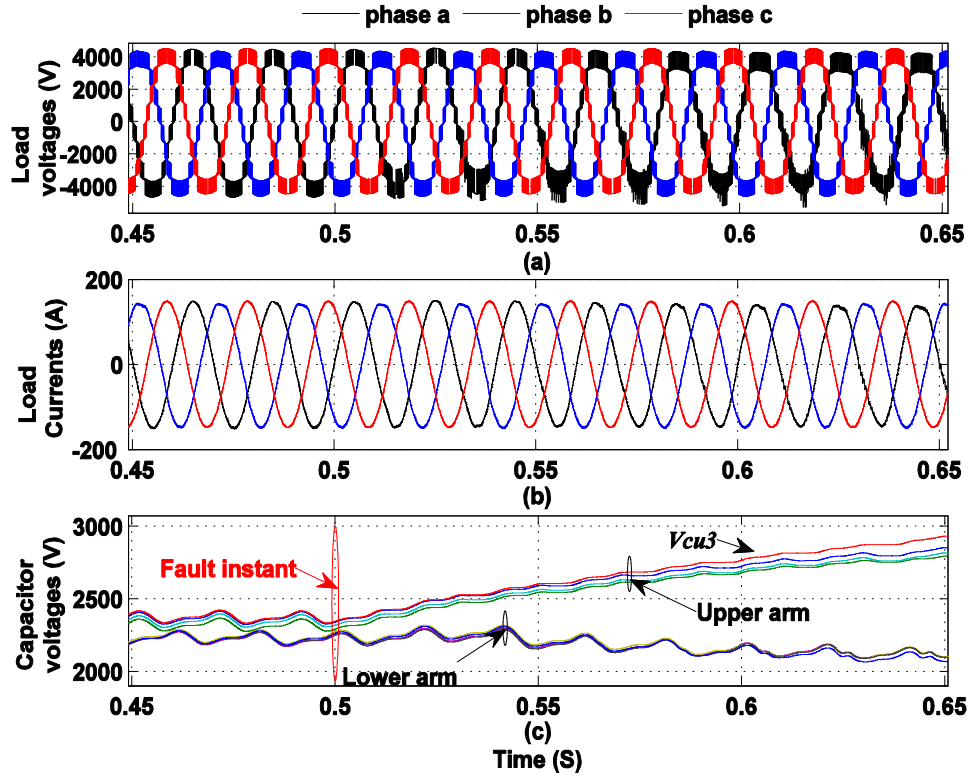 phase a phase b phase c
Load voltages (V)
4000
2000
0
-2000
-4000
0.45 0.5 0.55 0.6 0.65
(a)
Load Currents (A)
200
0
-200
0.45 0.5 0.55 0.6 0.65
(b)
Capacitor voltages (V)
3000
2500
2000
Fault instant
Vcu3
Upper arm
Lower arm
0.45 0.5 0.55 0.6 0.65
(c)
Time (S)